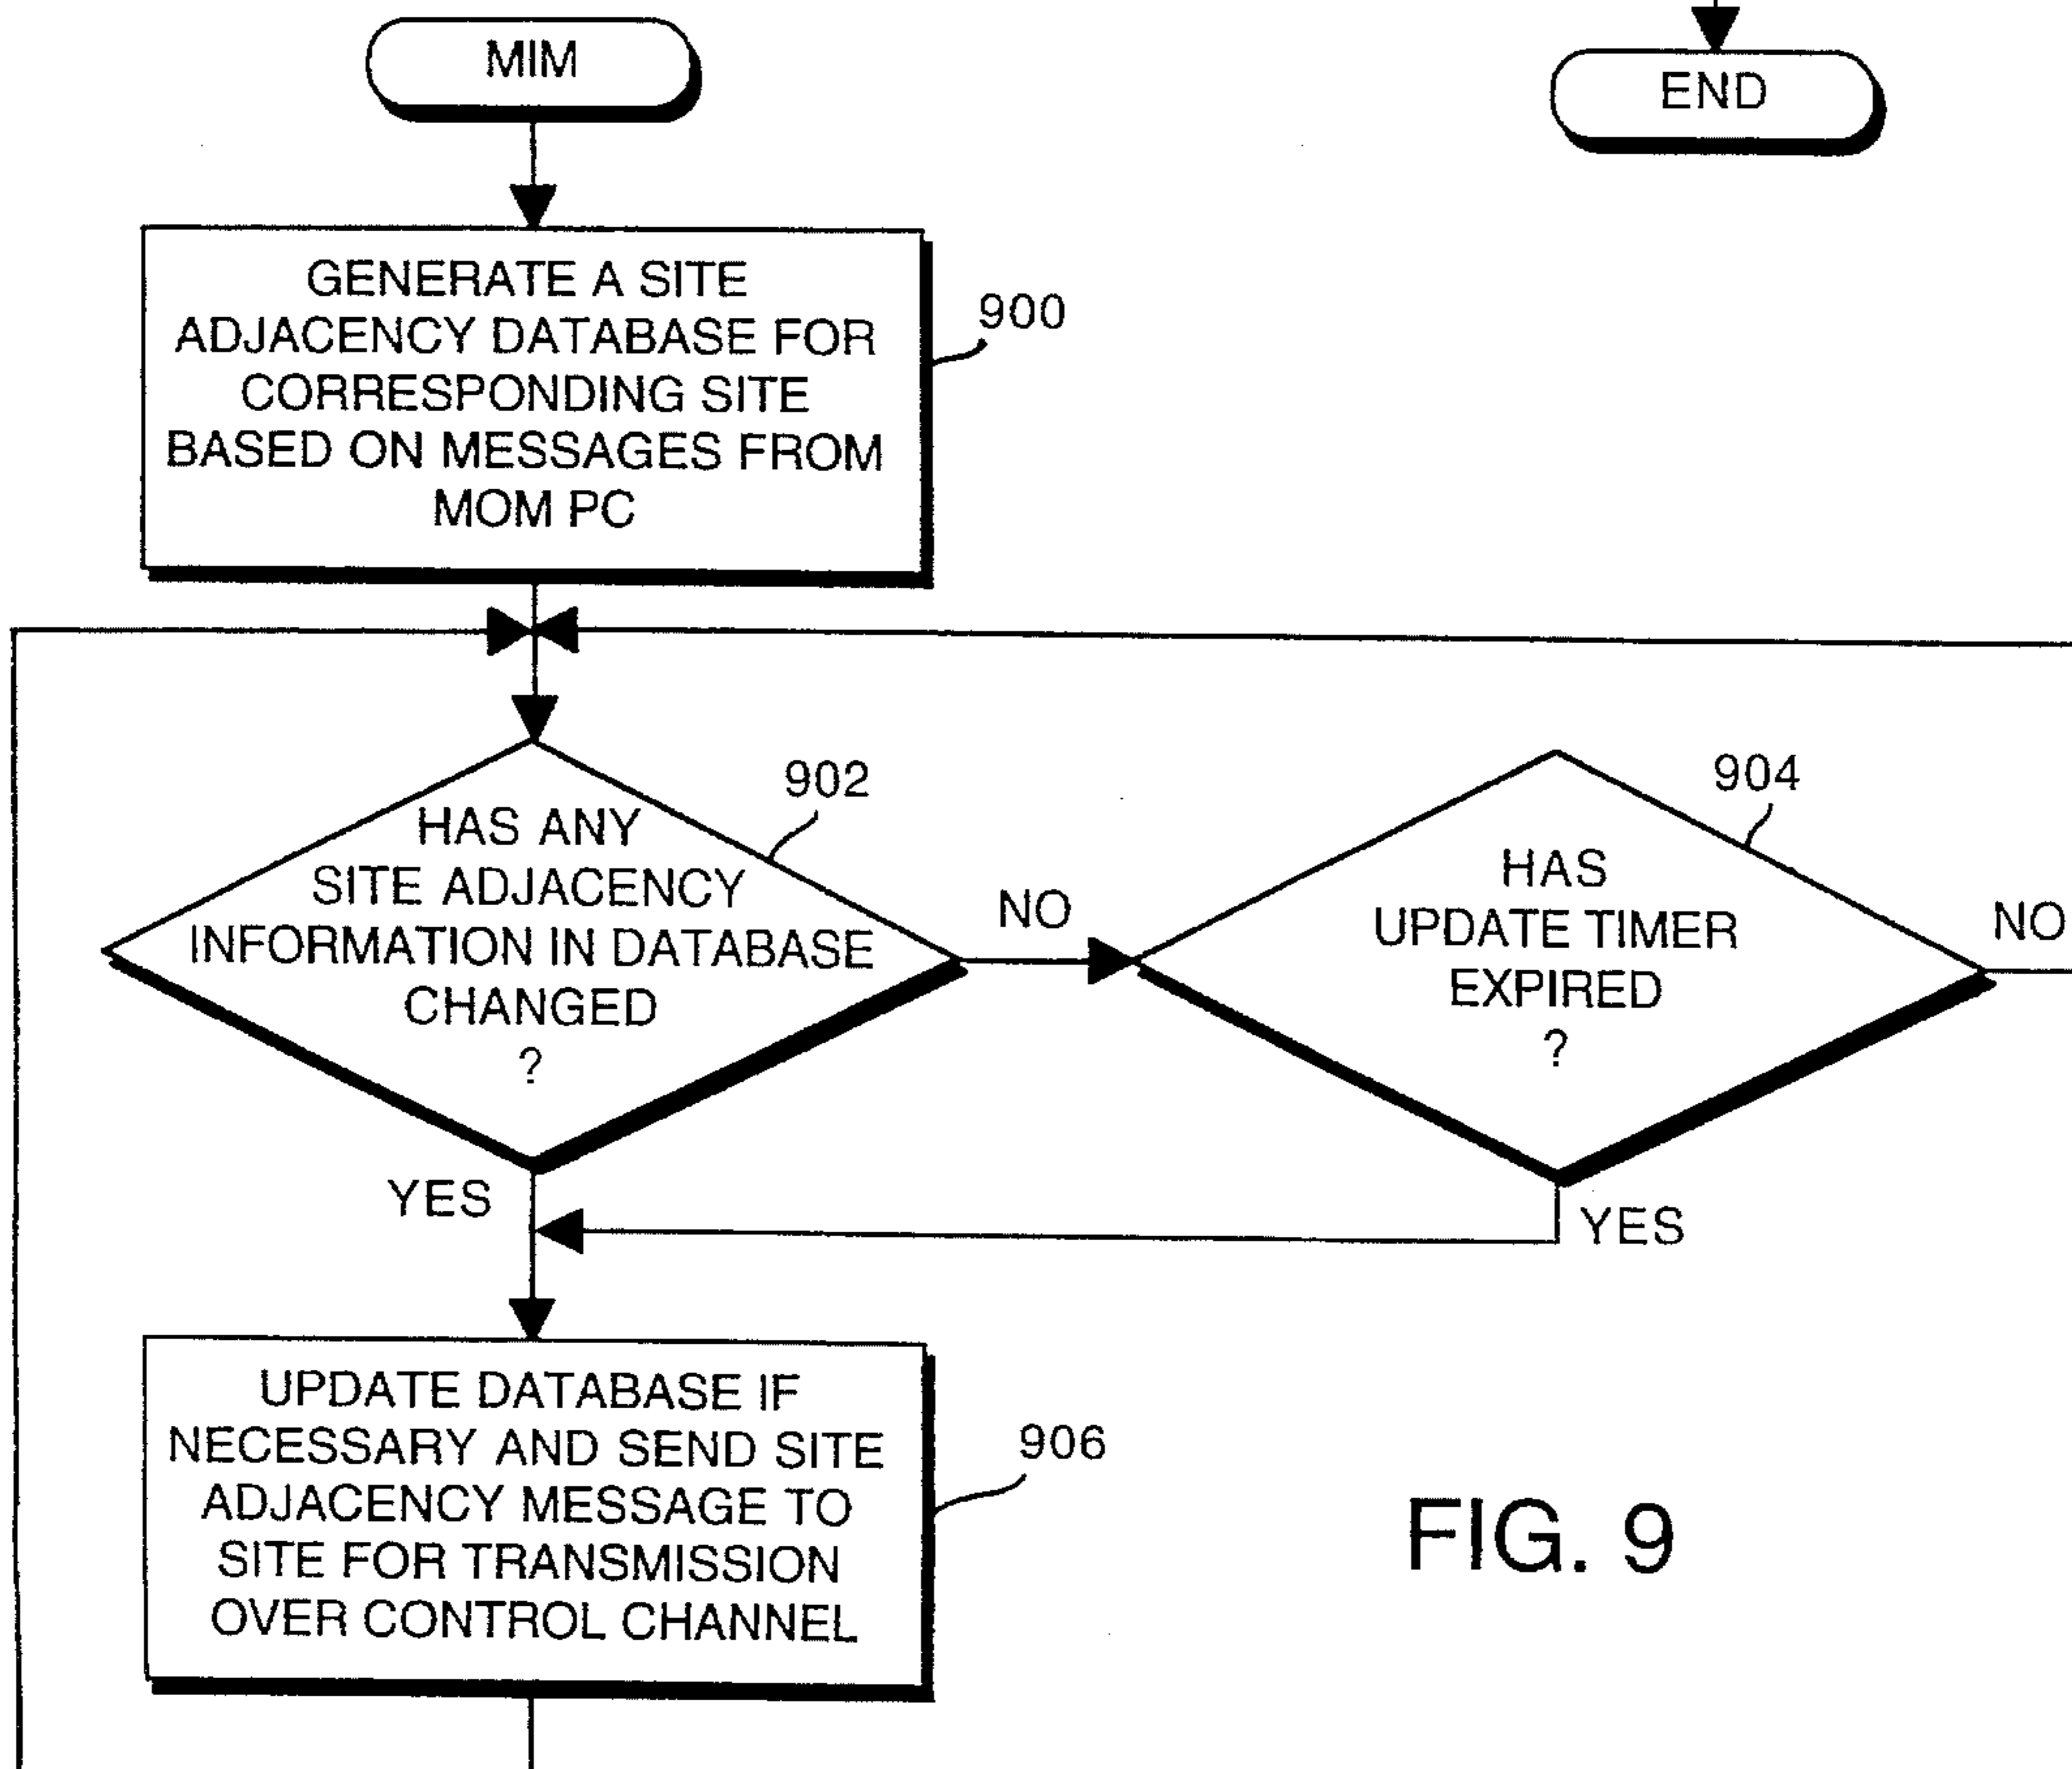 MIM
END
GENERATE A SITE
ADJACENCY DATABASE FOR
CORRESPONDING SITE
BASED ON MESSAGES FROM
MOM PC
900
HAS ANY
SITE ADJACENCY
INFORMATION IN DATABASE
CHANGED
?
902
NO
HAS
UPDATE TIMER
EXPIRED
?
904
NO
YES
YES
UPDATE DATABASE IF
NECESSARY AND SEND SITE
ADJACENCY MESSAGE TO
SITE FOR TRANSMISSION
OVER CONTROL CHANNEL
906
FIG. 9